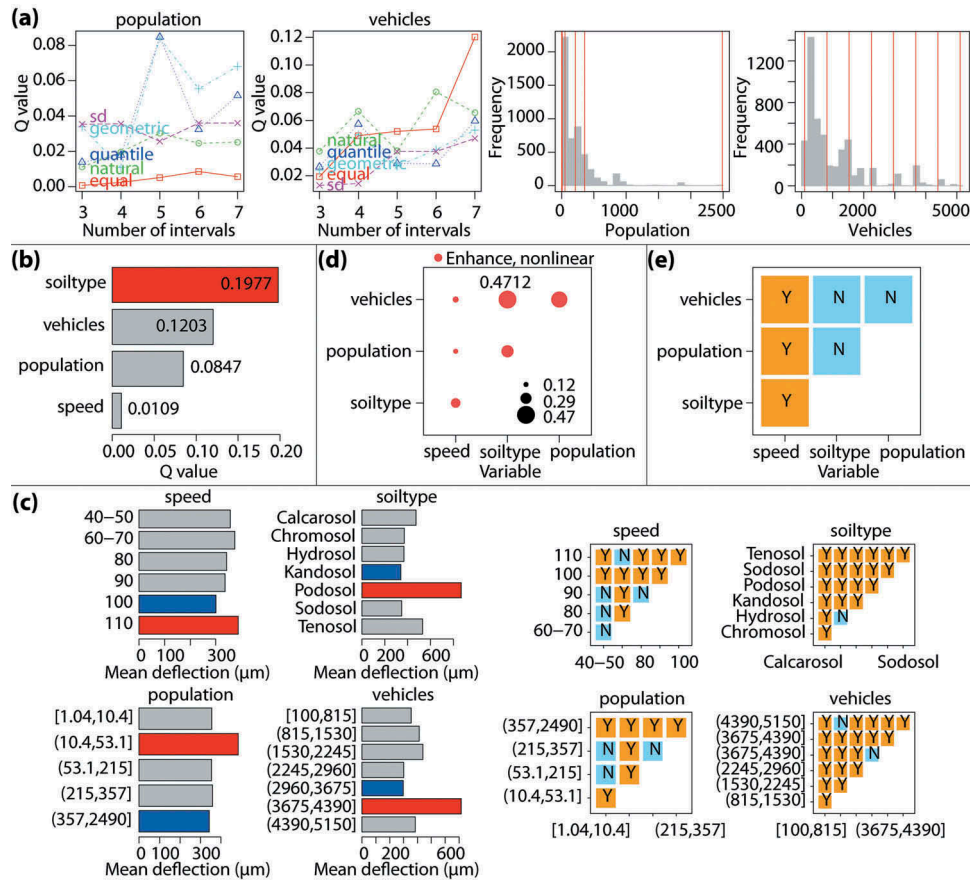 (a)
population
vehicles
Q value
0.08
0.06
0.04
0.02
0.00
sd
geometric
quantile
natural
equal
3 4 5 6 7
Number of intervals
Q value
0.12
0.10
0.08
0.06
0.04
0.02
natural
quantile
geometric
equal
sd
3 4 5 6 7
Number of intervals
Frequency
2000
1500
1000
500
0
0 1000 2500
Population
Frequency
1400
1000
600
200
0
0 2000 5000
Vehicles
(b)
soiltype 0.1977
vehicles 0.1203
population 0.0847
speed 0.0109
0.00 0.05 0.10 0.15 0.20
Q value
(d)
Enhance, nonlinear
0.4712
vehicles
population
soiltype
0.12
0.29
0.47
speed soiltype population
Variable
(e)
vehicles Y N N
population Y N
soiltype Y
speed soiltype population
Variable
(c)
speed
40−50
60−70
80
90
100
110
0 300
Mean deflection (μm)
soiltype
Calcarosol
Chromosol
Hydrosol
Kandosol
Podosol
Sodosol
Tenosol
0 200 600
Mean deflection (μm)
speed
110 Y N Y Y Y
100 Y Y Y Y
90 N Y N
80 N Y
60−70 N
40−50 80 100
soiltype
Tenosol Y Y Y Y Y Y
Sodosol Y Y Y Y Y
Podosol Y Y Y Y
Kandosol Y Y Y
Hydrosol Y N
Chromosol Y
Calcarosol Sodosol
population
[1.04,10.4]
(10.4,53.1]
(53.1,215]
(215,357]
(357,2490]
0 100 300
Mean deflection (μm)
vehicles
[100,815]
(815,1530]
(1530,2245]
(2245,2960]
(2960,3675]
(3675,4390]
(4390,5150]
0 200 600
Mean deflection (μm)
population
(357,2490] Y Y Y Y
(215,357] N Y N
(53.1,215] N Y
(10.4,53.1] Y
[1.04,10.4] (215,357]
vehicles
(4390,5150] Y N Y Y Y Y
(3675,4390] Y Y Y Y Y
(3675,4390] Y Y Y N
(2245,2960] Y Y Y
(1530,2245] Y Y
(815,1530] Y
[100,815] (3675,4390]